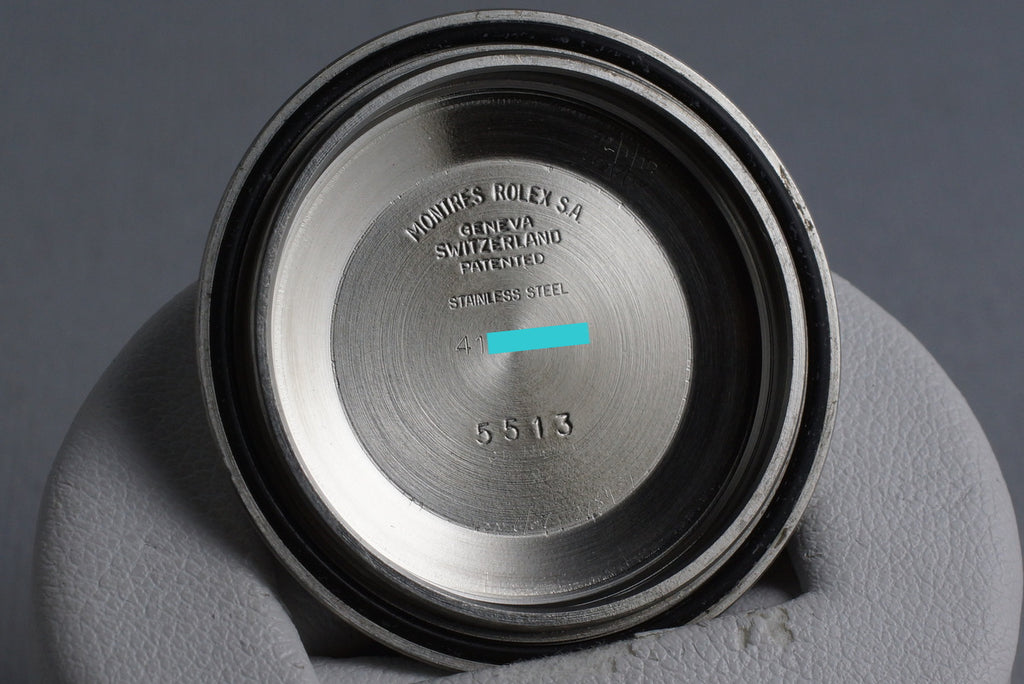 MONTRES ROLEX S.A
GENEVA
SWITZERLAND
PATENTED
STAINLESS STEEL
41
5513